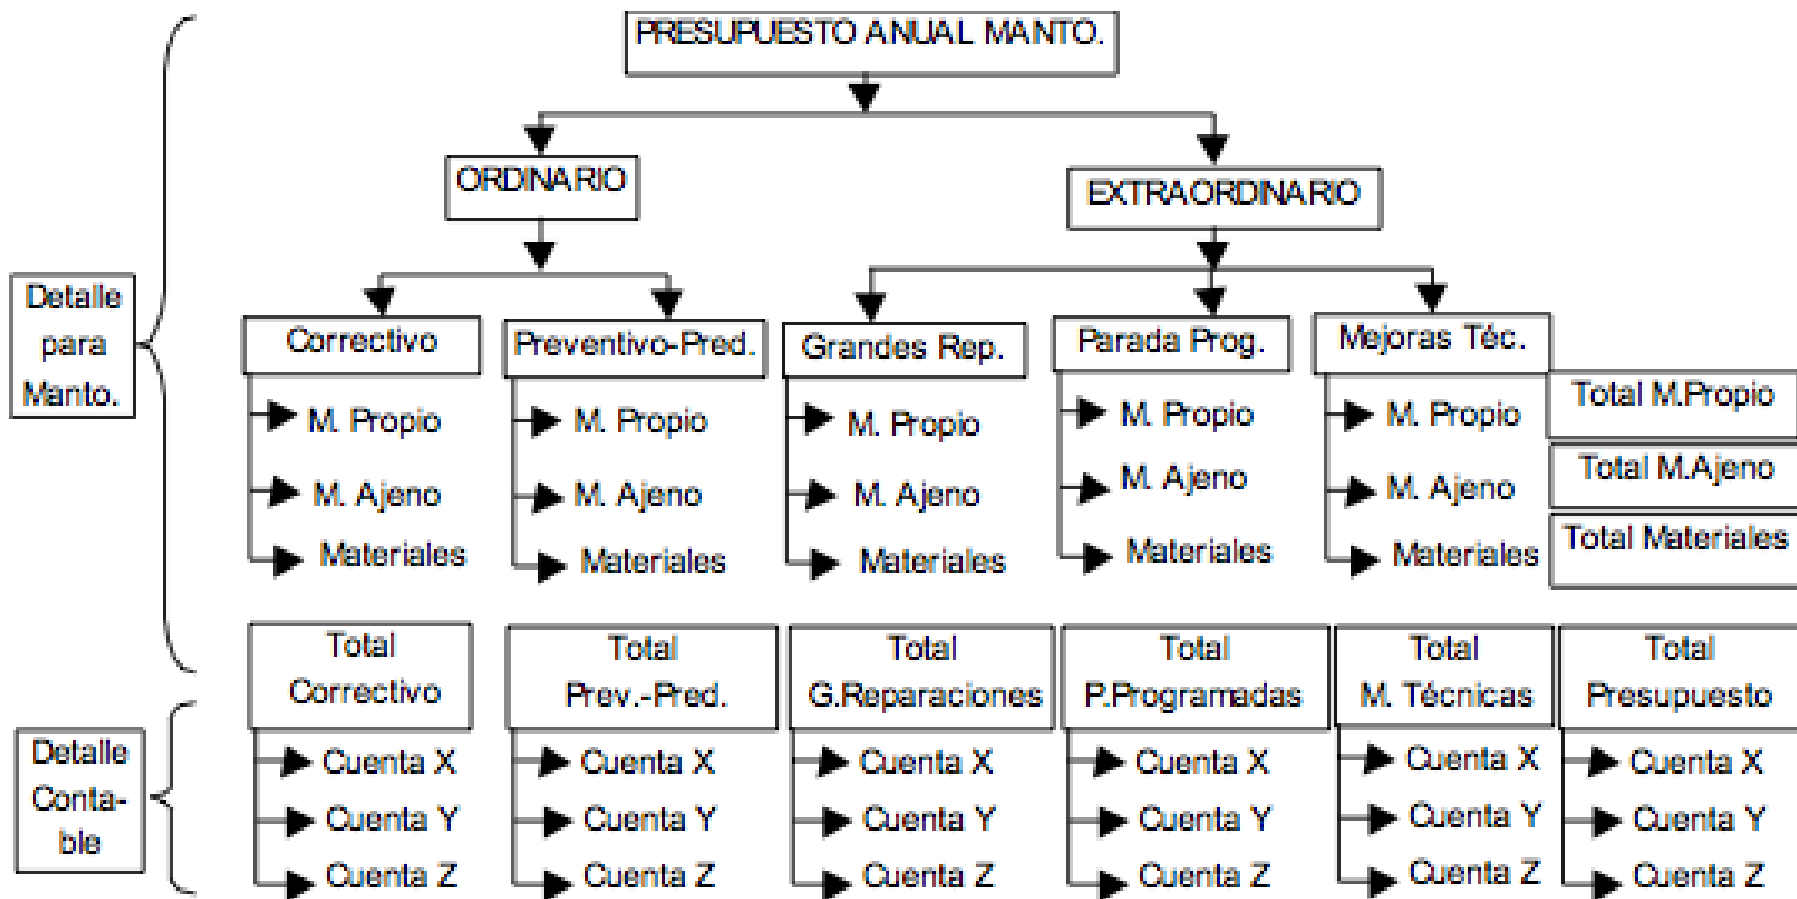 PRESUPUESTO ANUAL MANTO.
ORDINARIO
EXTRAORDINARIO
Detalle
para
Manto.
Correctivo
Preventivo-Pred.
Grandes Rep.
Parada Prog.
Mejoras Téc.
M. Propio
M. Propio
M. Propio
M. Propio
M. Propio
Total M.Propio
M. Ajeno
M. Ajeno
M. Ajeno
M. Ajeno
M. Ajeno
Total M.Ajeno
Materiales
Materiales
Materiales
Materiales
Materiales
Total Materiales
Total
Correctivo
Total
Prev.-Pred.
Total
G.Reparaciones
Total
P.Programadas
Total
M. Técnicas
Total
Presupuesto
Detalle
Conta-
ble
Cuenta X
Cuenta X
Cuenta X
Cuenta X
Cuenta X
Cuenta X
Cuenta Y
Cuenta Y
Cuenta Y
Cuenta Y
Cuenta Y
Cuenta Y
Cuenta Z
Cuenta Z
Cuenta Z
Cuenta Z
Cuenta Z
Cuenta Z